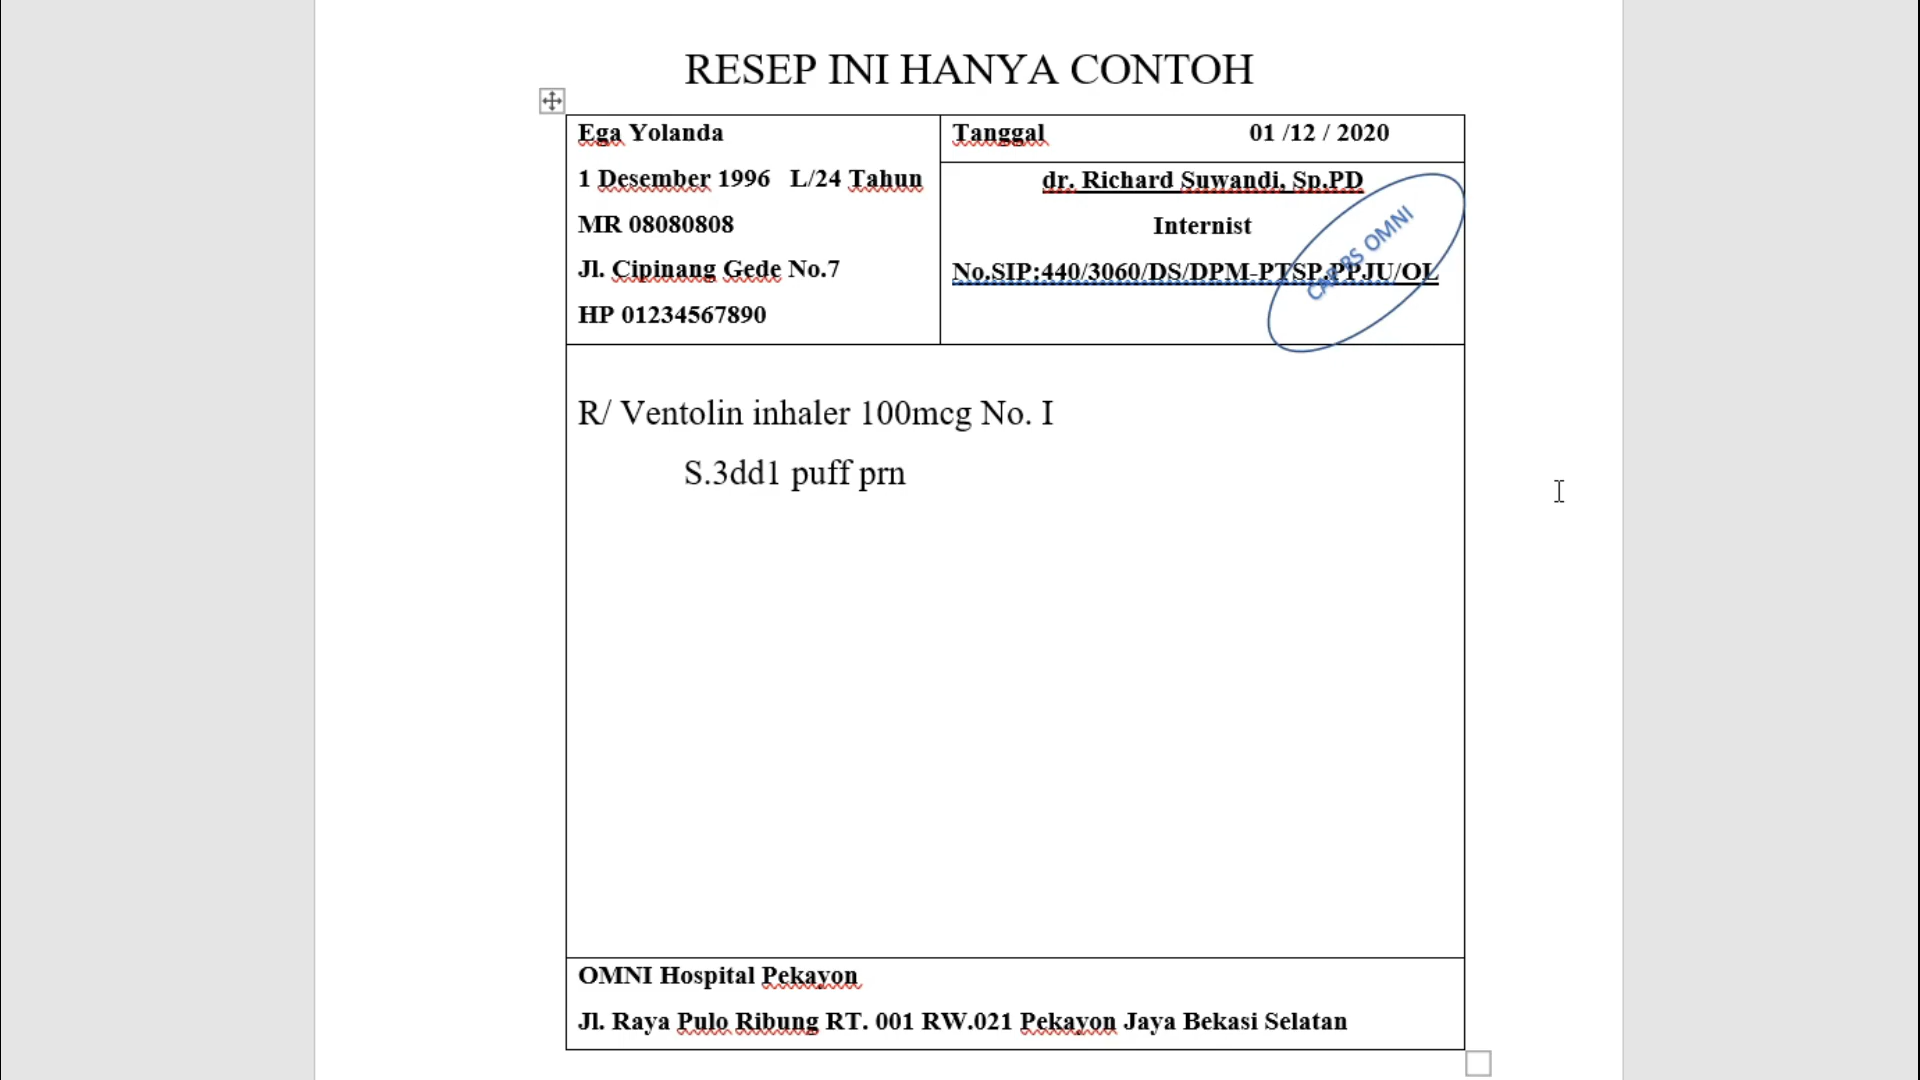 RESEP INI HANYA CONTOH
Ega Yolanda
1 Desember 1996 L/24 Tahun
MR 08080808
Jl. Cipinang Gede No.7
HP 01234567890
Tanggal 01 /12 / 2020
dr. Richard Suwandi, Sp.PD
Internist
No.SIP:440/3060/DS/DPM-PTSP.PPJU/OL
CAP RS OMNI
R/ Ventolin inhaler 100mcg No. I
S.3dd1 puff prn
OMNI Hospital Pekayon
Jl. Raya Pulo Ribung RT. 001 RW.021 Pekayon Jaya Bekasi Selatan